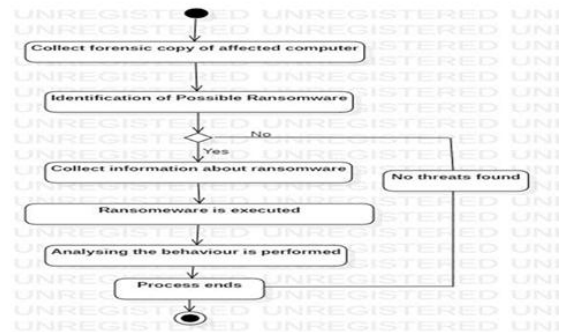 Collect forensic copy of affected computer
Identification of Possible Ransomware
No
Yes
Collect information about ransomware
No threats found
Ransomeware is executed
Analysing the behaviour is performed
Process ends
UNREGISTERED